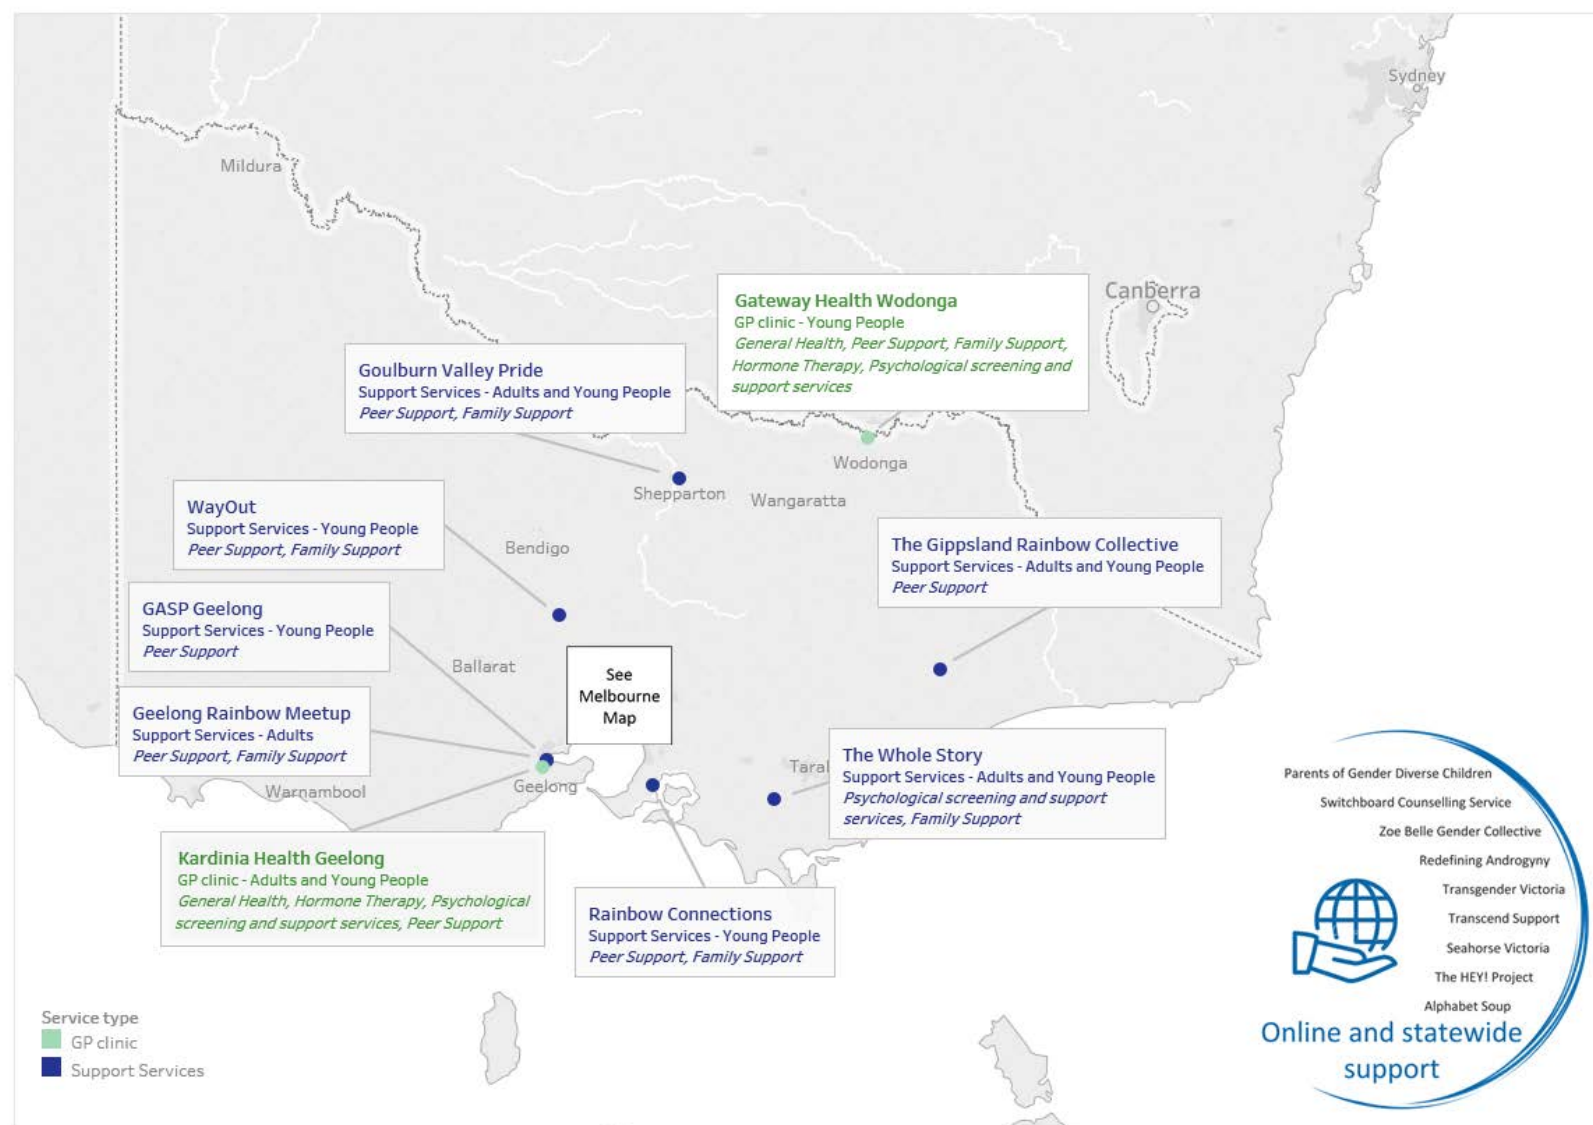 Sydney
Mildura
Canberra
Gateway Health Wodonga
GP clinic - Young People
General Health, Peer Support, Family Support,
Hormone Therapy, Psychological screening and
support services
Goulburn Valley Pride
Support Services - Adults and Young People
Peer Support, Family Support
Wodonga
Shepparton
Wangaratta
WayOut
Support Services - Young People
Peer Support, Family Support
Bendigo
The Gippsland Rainbow Collective
Support Services - Adults and Young People
Peer Support
GASP Geelong
Support Services - Young People
Peer Support
Ballarat
See
Melbourne
Map
Geelong Rainbow Meetup
Support Services - Adults
Peer Support, Family Support
Warnambool
Geelong
Taral
The Whole Story
Support Services - Adults and Young People
Psychological screening and support
services, Family Support
Kardinia Health Geelong
GP clinic - Adults and Young People
General Health, Hormone Therapy, Psychological
screening and support services, Peer Support
Rainbow Connections
Support Services - Young People
Peer Support, Family Support
Parents of Gender Diverse Children
Switchboard Counselling Service
Zoe Belle Gender Collective
Redefining Androgyny
Transgender Victoria
Transcend Support
Seahorse Victoria
The HEY! Project
Alphabet Soup
Online and statewide
support
Service type
GP clinic
Support Services